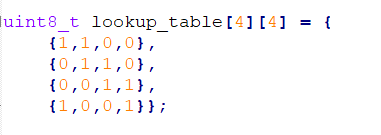 uint8_t lookup_table[4][4] = {
{1,1,0,0},
{0,1,1,0},
{0,0,1,1},
{1,0,0,1}};